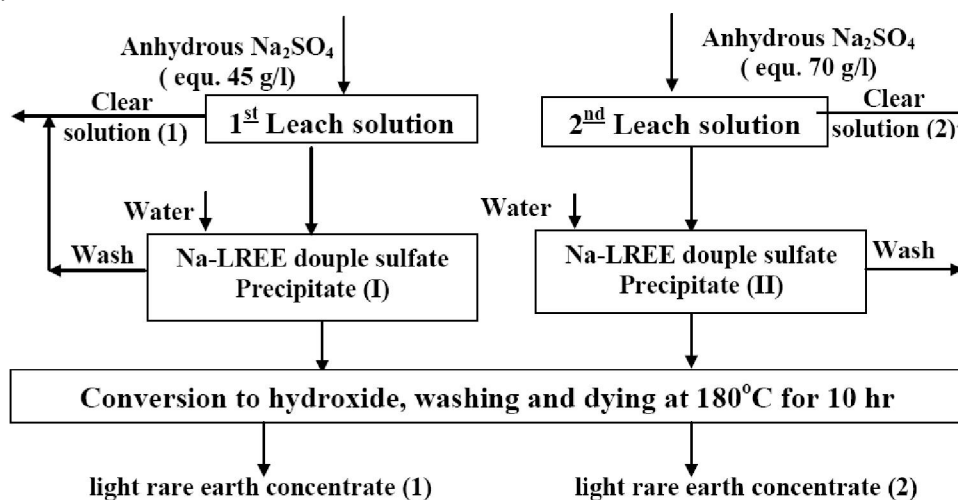 Anhydrous Na₂SO₄
( equ. 45 g/l)
Anhydrous Na₂SO₄
( equ. 70 g/l)
Clear
solution (1)
1st Leach solution
2nd Leach solution
Clear
solution (2)
Water
Water
Wash
Na-LREE douple sulfate
Precipitate (I)
Na-LREE douple sulfate
Precipitate (II)
Wash
Conversion to hydroxide, washing and dying at 180°C for 10 hr
light rare earth concentrate (1)
light rare earth concentrate (2)